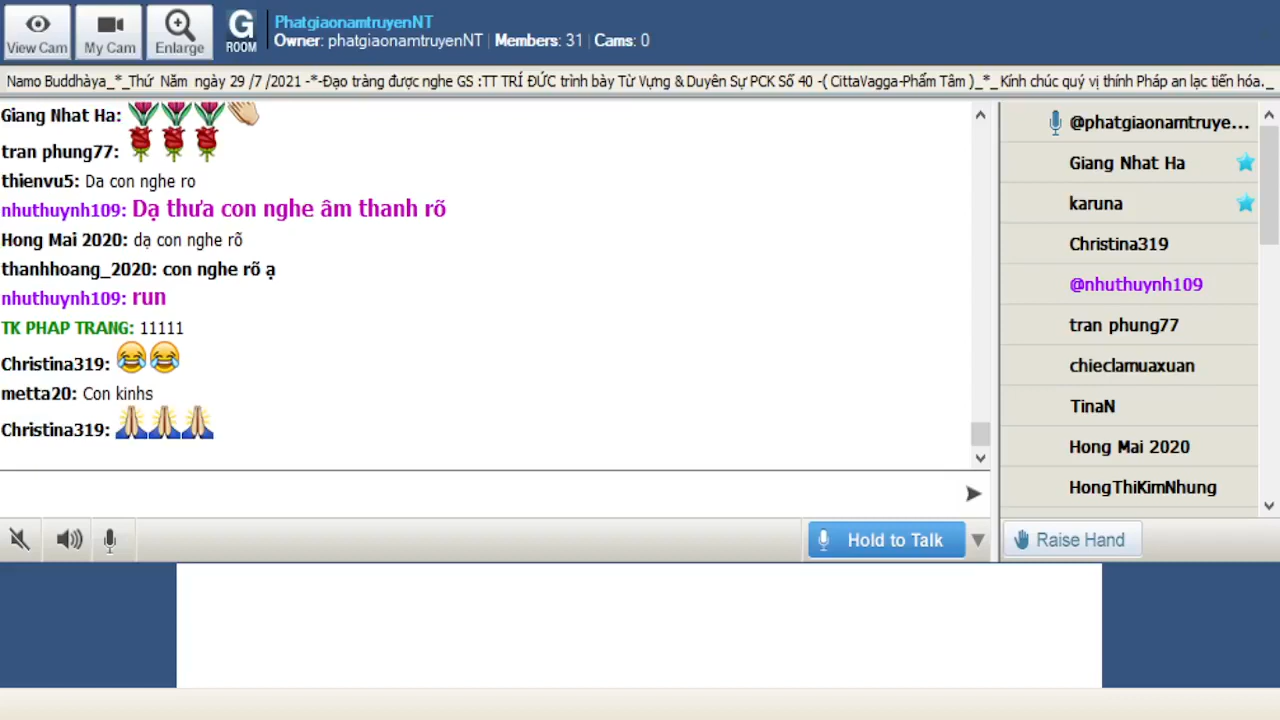 View Cam
My Cam
Enlarge
G
ROOM
PhatgiaonamtruyenNT
Owner: phatgiaonamtruyenNT | Members: 31 | Cams: 0
Namo Buddhàya_*_Thứ Năm ngày 29 /7 /2021 -*-Đạo tràng được nghe GS :TT TRÍ ĐỨC trình bày Từ Vựng & Duyên Sự PCK Số 40 -( CittaVagga-Phẩm Tâm )_*_Kính chúc quý vị thính Pháp an lạc tiến hóa._
Giang Nhat Ha:
tran phung77:
thienvu5: Da con nghe ro
nhuthuynh109: Dạ thưa con nghe âm thanh rõ
Hong Mai 2020: dạ con nghe rõ
thanhhoang_2020: con nghe rõ ạ
nhuthuynh109: run
TK PHAP TRANG: 11111
Christina319:
metta20: Con kinhs
Christina319:
@phatgiaonamtruye...
Giang Nhat Ha
karuna
Christina319
@nhuthuynh109
tran phung77
chieclamuaxuan
TinaN
Hong Mai 2020
HongThiKimNhung
Hold to Talk
Raise Hand